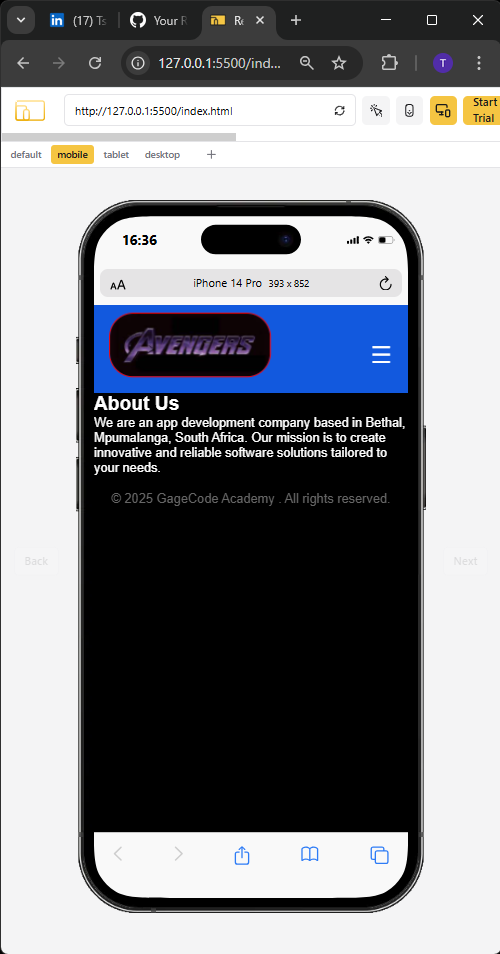 (17) Ts
Your R
Re
127.0.0.1:5500/ind...
T
http://127.0.0.1:5500/index.html
Start
Trial
default
mobile
tablet
desktop
16:36
AA
iPhone 14 Pro 393 x 852
AVENDERS
About Us
We are an app development company based in Bethal,
Mpumalanga, South Africa. Our mission is to create
innovative and reliable software solutions tailored to
your needs.
© 2025 GageCode Academy . All rights reserved.
Back
Next